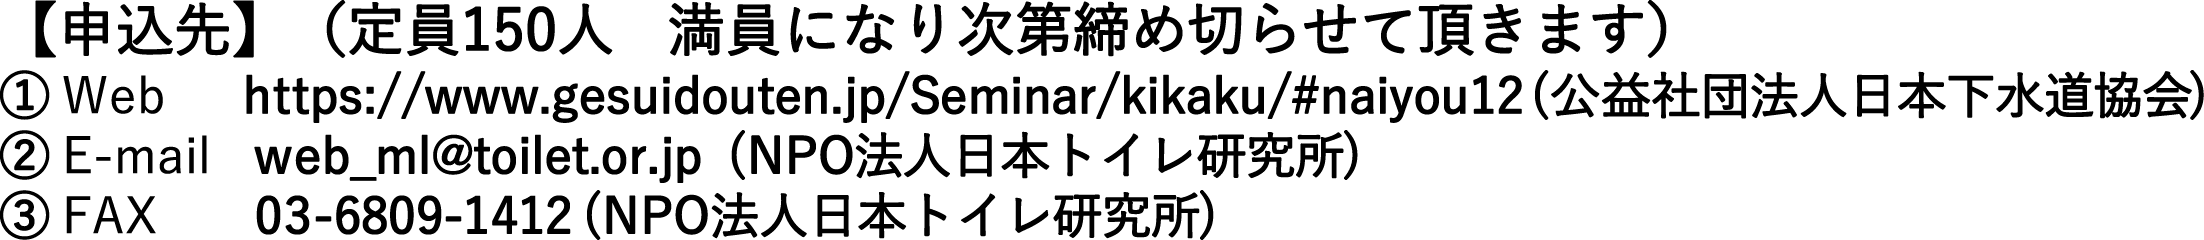 【申込先】（定員150人　満員になり次第締め切らせて頂きます）
① Web　https://www.gesuidouten.jp/Seminar/kikaku/#naiyou12（公益社団法人日本下水道協会）
② E-mail　web_ml@toilet.or.jp（NPO法人日本トイレ研究所）
③ FAX　03-6809-1412（NPO法人日本トイレ研究所）